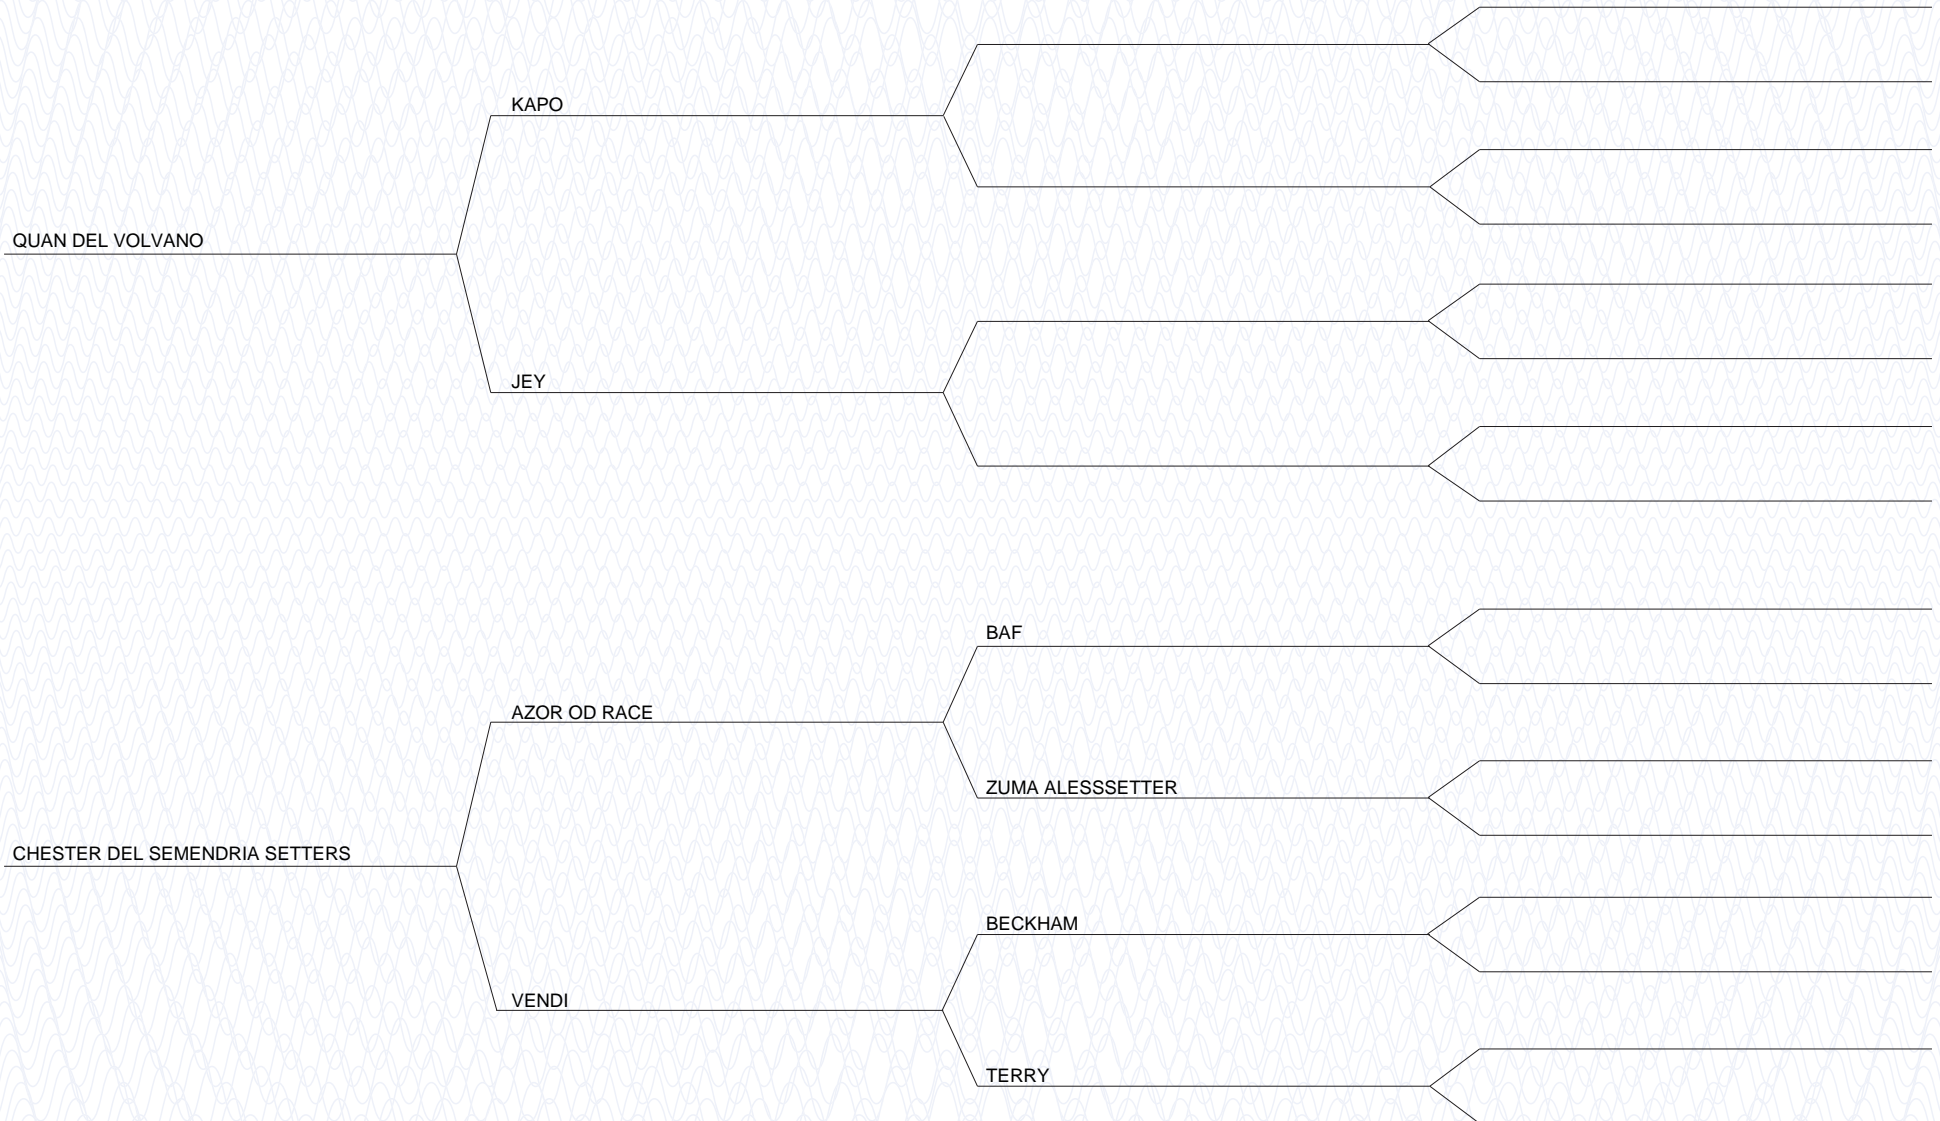 KAPO
QUAN DEL VOLVANO
JEY
BAF
AZOR OD RACE
ZUMA ALESSSETTER
CHESTER DEL SEMENDRIA SETTERS
BECKHAM
VENDI
TERRY